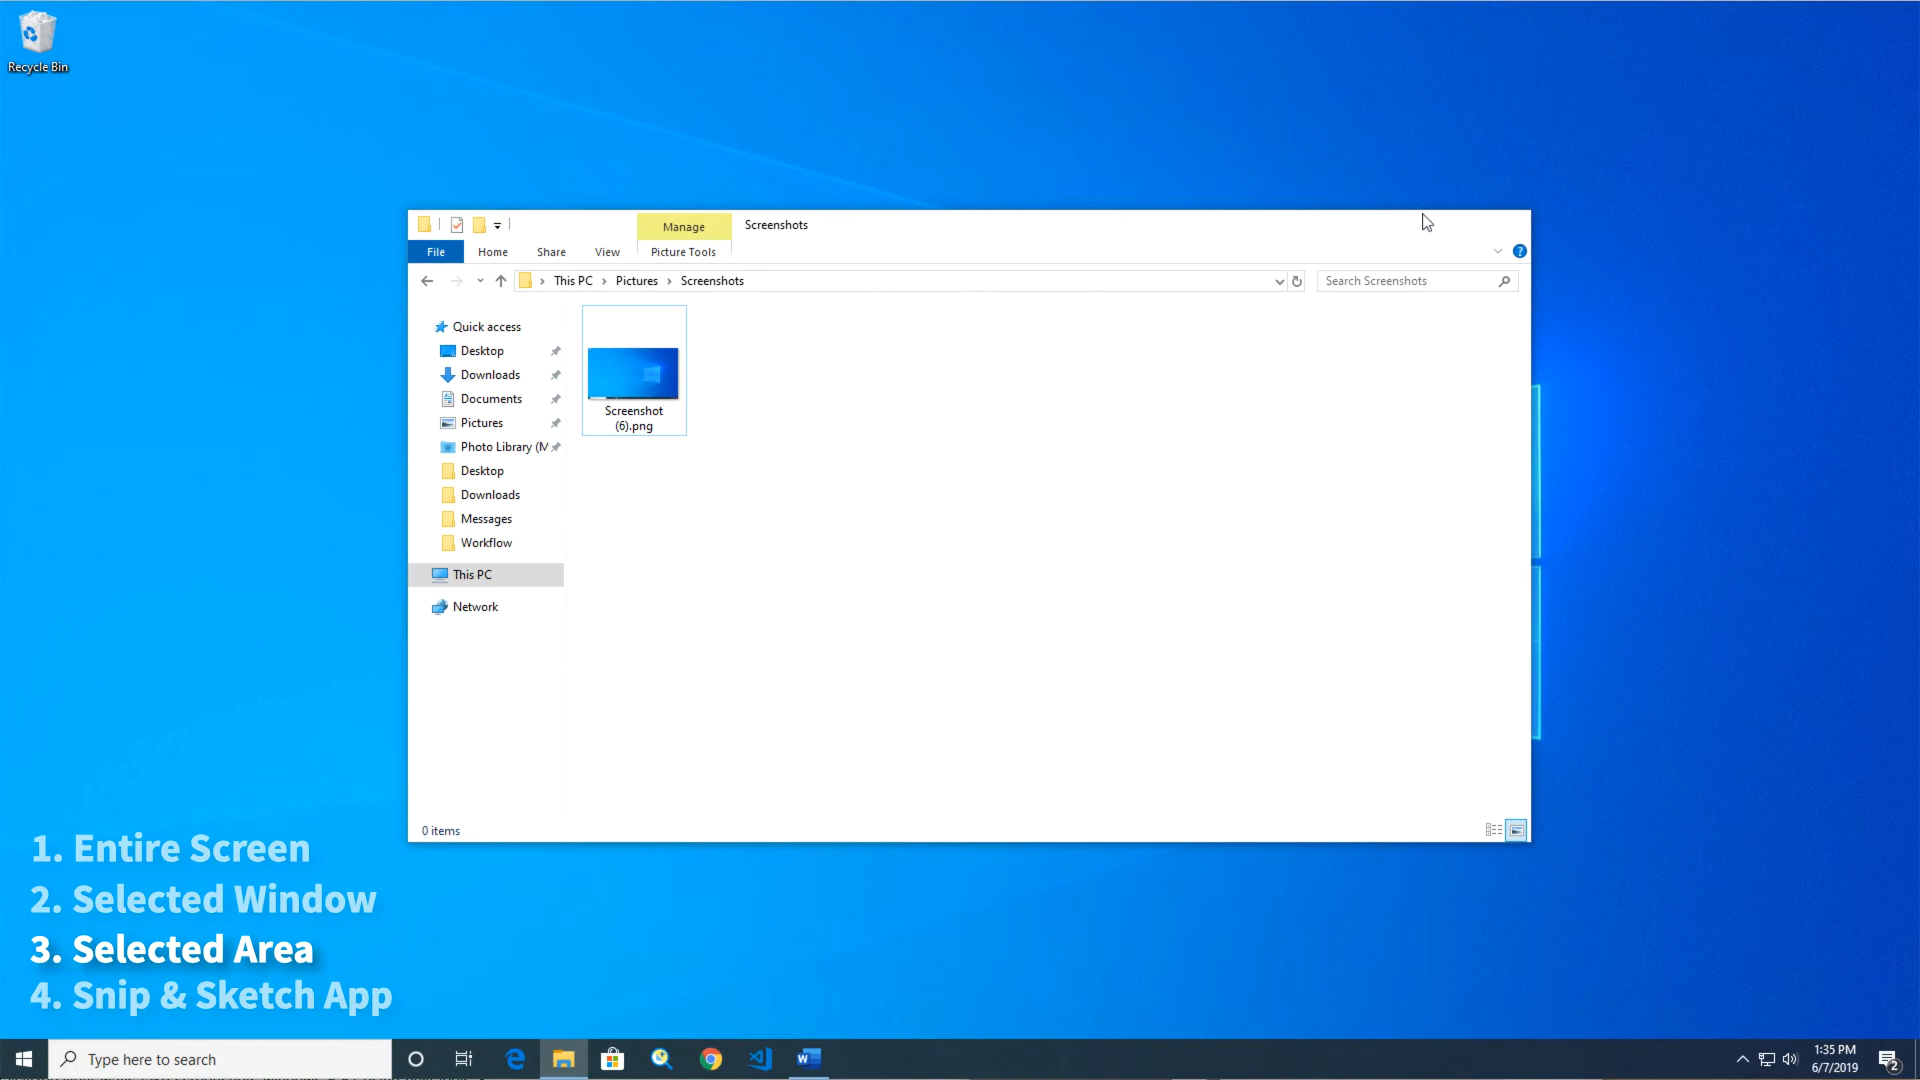 Recycle Bin
Manage
Screenshots
File
Home
Share
View
Picture Tools
This PC
Pictures
Screenshots
Search Screenshots
Quick access
Desktop
Downloads
Documents
Pictures
Photo Library (M
Desktop
Downloads
Messages
Workflow
This PC
Network
Screenshot
(6).png
0 items
1. Entire Screen
2. Selected Window
3. Selected Area
4. Snip & Sketch App
Type here to search
1:35 PM
6/7/2019
2